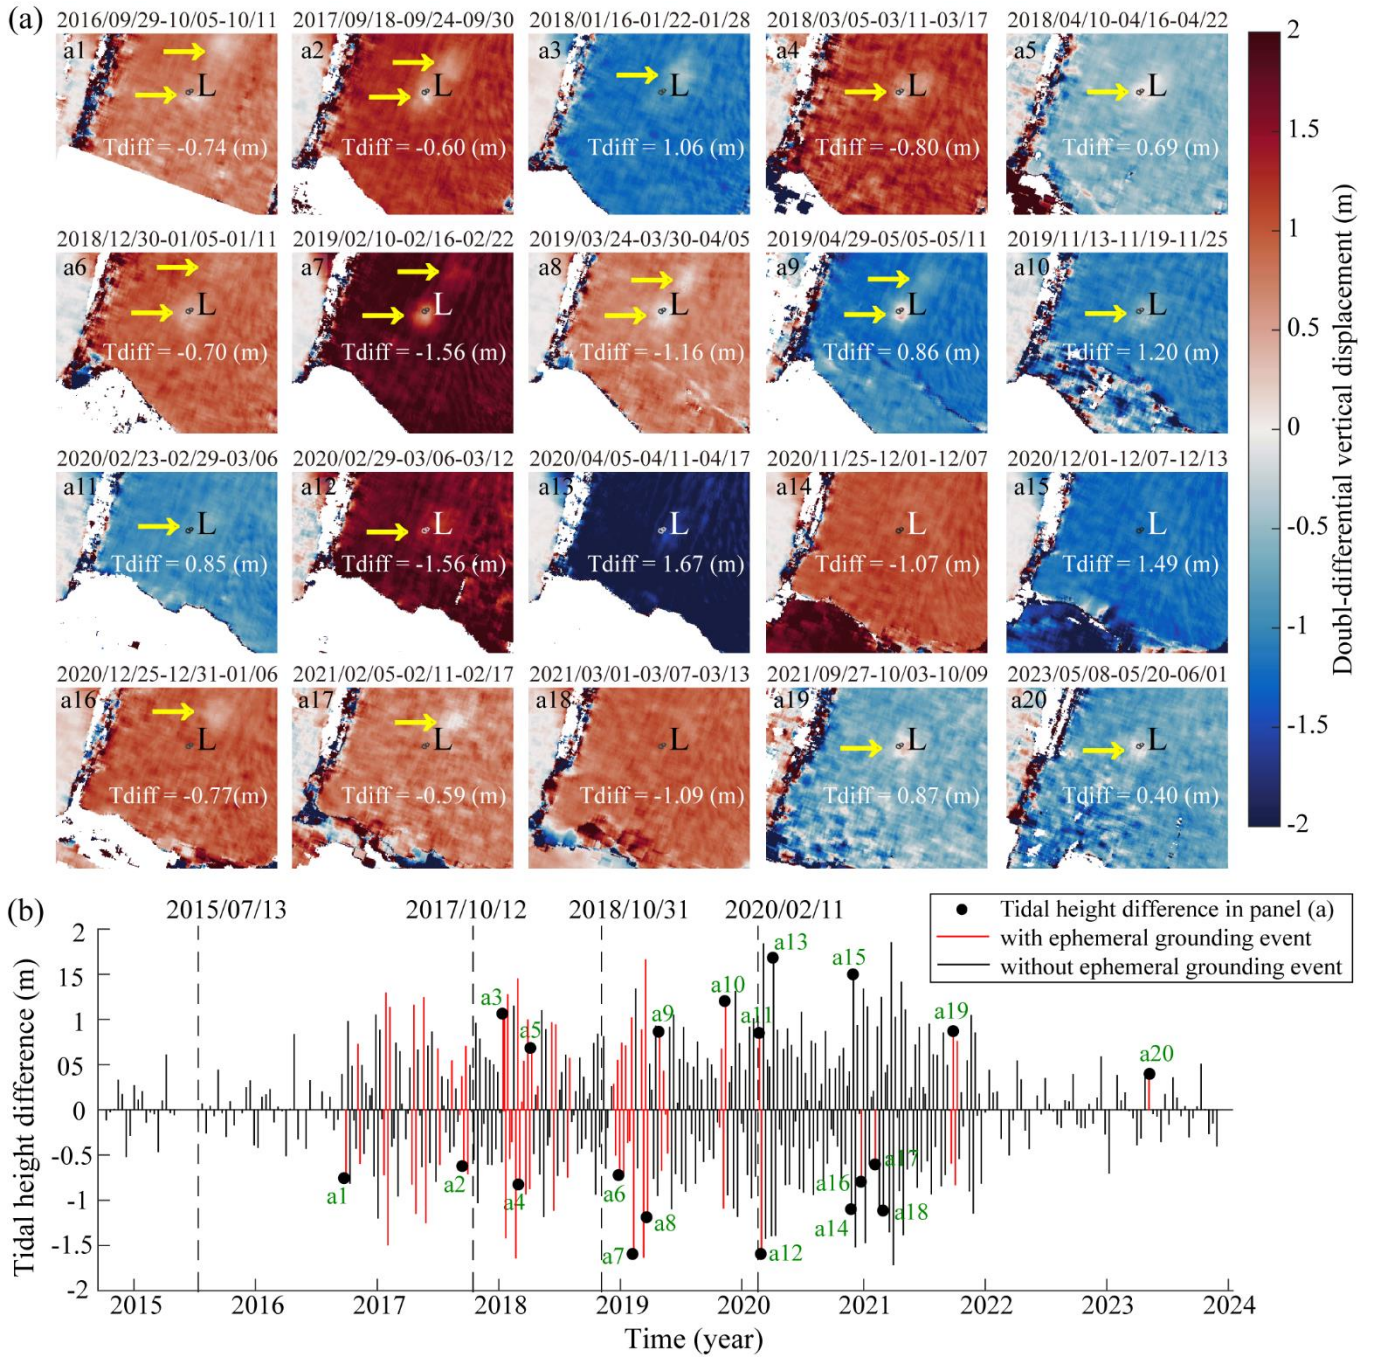 (a)
2016/09/29-10/05-10/11 2017/09/18-09/24-09/30 2018/01/16-01/22-01/28 2018/03/05-03/11-03/17 2018/04/10-04/16-04/22
a1 L a2 L a3 L a4 L a5 L
Tdiff = -0.74 (m) Tdiff = -0.60 (m) Tdiff = 1.06 (m) Tdiff = -0.80 (m) Tdiff = 0.69 (m)
2018/12/30-01/05-01/11 2019/02/10-02/16-02/22 2019/03/24-03/30-04/05 2019/04/29-05/05-05/11 2019/11/13-11/19-11/25
a6 L a7 L a8 L a9 L a10 L
Tdiff = -0.70 (m) Tdiff = -1.56 (m) Tdiff = -1.16 (m) Tdiff = 0.86 (m) Tdiff = 1.20 (m)
2020/02/23-02/29-03/06 2020/02/29-03/06-03/12 2020/04/05-04/11-04/17 2020/11/25-12/01-12/07 2020/12/01-12/07-12/13
a11 L a12 L a13 L a14 L a15 L
Tdiff = 0.85 (m) Tdiff = -1.56 (m) Tdiff = 1.67 (m) Tdiff = -1.07 (m) Tdiff = 1.49 (m)
2020/12/25-12/31-01/06 2021/02/05-02/11-02/17 2021/03/01-03/07-03/13 2021/09/27-10/03-10/09 2023/05/08-05/20-06/01
a16 L a17 L a18 L a19 L a20 L
Tdiff = -0.77(m) Tdiff = -0.59 (m) Tdiff = -1.09 (m) Tdiff = 0.87 (m) Tdiff = 0.40 (m)
2
1.5
1
0.5
0
-0.5
-1
-1.5
-2
Doubl-differential vertical displacement (m)
(b)
2015/07/13 2017/10/12 2018/10/31 2020/02/11
Tidal height difference in panel (a)
with ephemeral grounding event
without ephemeral grounding event
2
15
1
05
0
-0.5
-1
-1.5
-2
Tidal height difference (m)
a1
a2
a3
a4
a5
a6
a7
a8
a9
a10
a11
a12
a13
a14
a15
a16
a17
a18
a19
a20
2015 2016 2017 2018 2019 2020 2021 2022 2023 2024
Time (year)